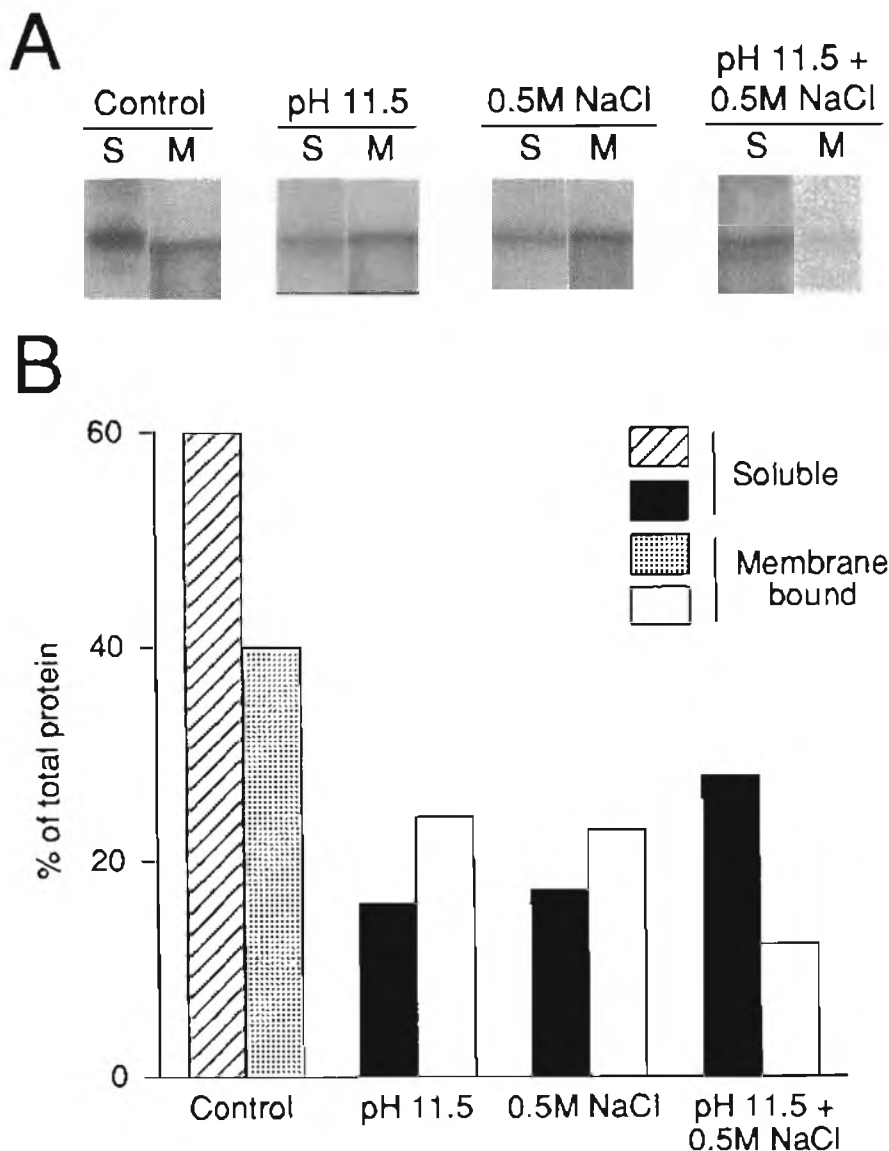 A
Control
pH 11.5
0.5M NaCl
pH 11.5 +
0.5M NaCl
S M
S M
S M
S M
B
60
40
20
0
% of total protein
Soluble
Membrane
bound
Control
pH 11.5
0.5M NaCl
pH 11.5 +
0.5M NaCl